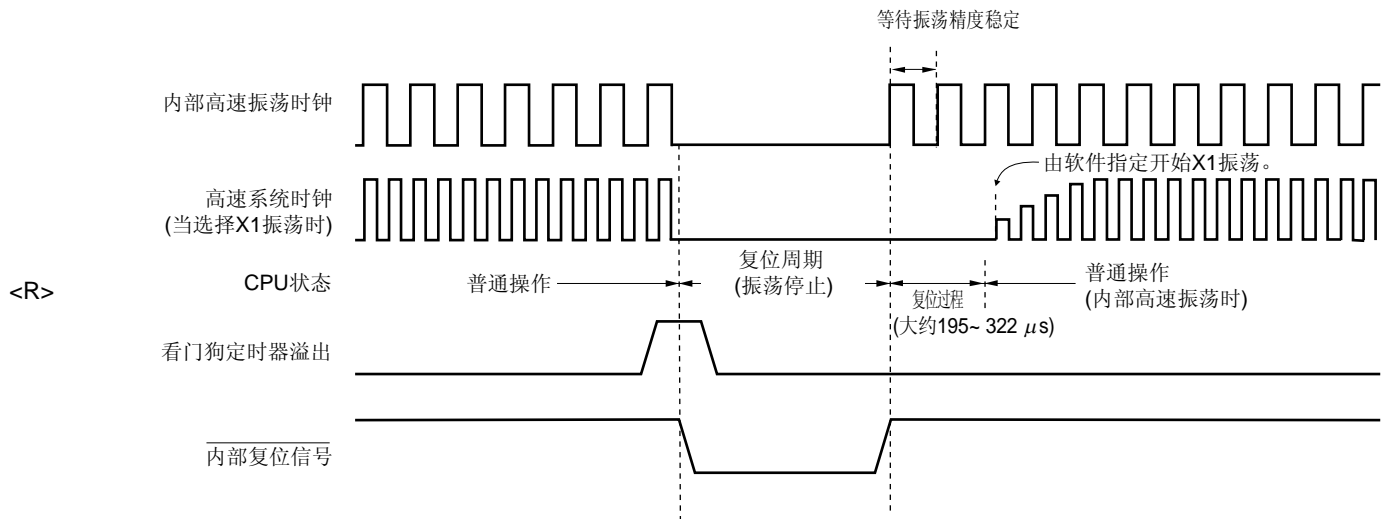 等待振荡精度稳定
内部高速振荡时钟
由软件指定开始X1振荡。
高速系统时钟
(当选择X1振荡时)
<R>
CPU状态
普通操作
复位周期
(振荡停止)
复位过程
(大约195~ 322 μs)
普通操作
(内部高速振荡时)
看门狗定时器溢出
内部复位信号